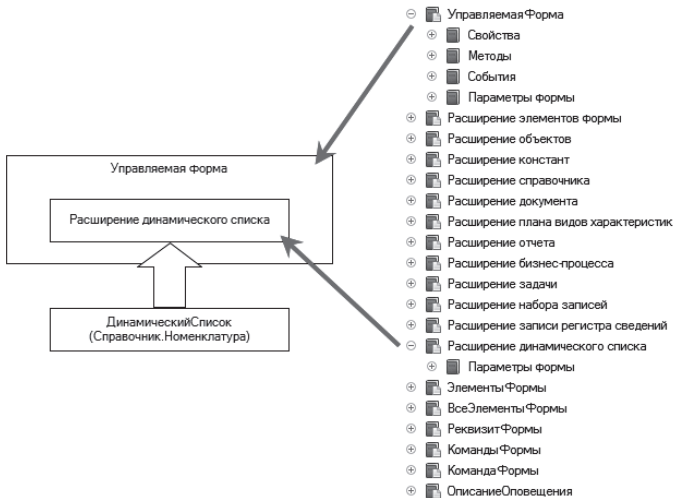 Управляемая Форма
Расширение динамического списка
ДинамическийСписок
(Справочник.Номенклатура)
УправляемаяФорма
Свойства
Методы
События
Параметры формы
Расширение элементов формы
Расширение объектов
Расширение констант
Расширение справочника
Расширение документа
Расширение плана видов характеристик
Расширение отчета
Расширение бизнес-процесса
Расширение задачи
Расширение набора записей
Расширение записи регистра сведений
Расширение динамического списка
Параметры формы
ЭлементыФормы
ВсеЭлементыФормы
РеквизитФормы
КомандыФормы
КомандаФормы
ОписаниеОповещения